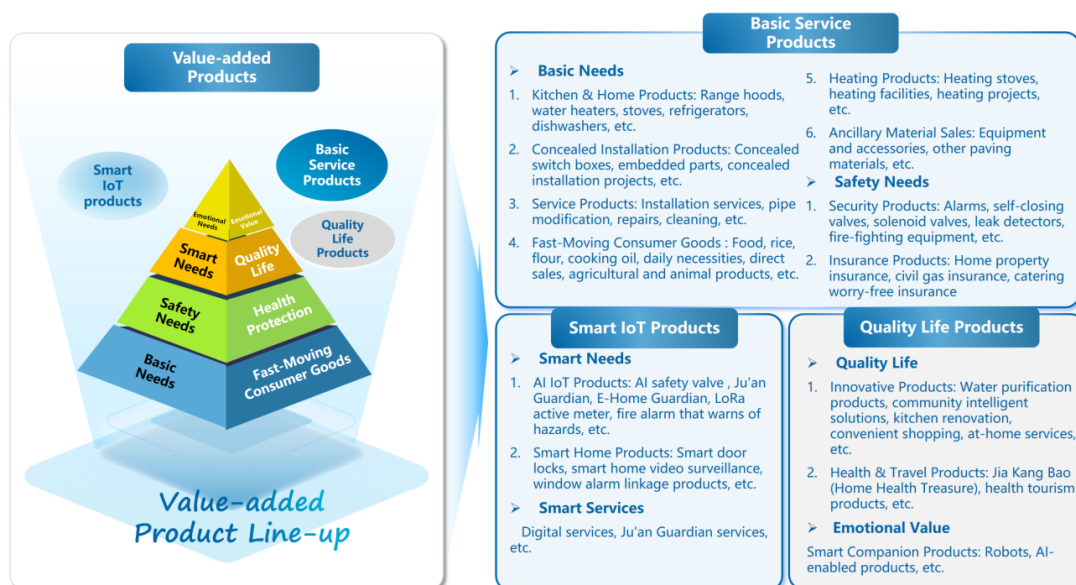 Value-added
Products
Smart
IoT
products
Basic
Service
Products
Quality
Life
Products
Emotional
Needs
Emotional
Value
Smart
Needs
Quality
Life
Safety
Needs
Health
Protection
Basic
Needs
Fast-Moving
Consumer Goods
Value-added
Product Line-up
Basic Service
Products
➢ Basic Needs
1. Kitchen & Home Products: Range hoods,
water heaters, stoves, refrigerators,
dishwashers, etc.
2. Concealed Installation Products: Concealed
switch boxes, embedded parts, concealed
installation projects, etc.
3. Service Products: Installation services, pipe
modification, repairs, cleaning, etc.
4. Fast-Moving Consumer Goods : Food, rice,
flour, cooking oil, daily necessities, direct
sales, agricultural and animal products, etc.
5. Heating Products: Heating stoves,
heating facilities, heating projects,
etc.
6. Ancillary Material Sales: Equipment
and accessories, other paving
materials, etc.
➢ Safety Needs
1. Security Products: Alarms, self-closing
valves, solenoid valves, leak detectors,
fire-fighting equipment, etc.
2. Insurance Products: Home property
insurance, civil gas insurance, catering
worry-free insurance
Smart IoT Products
➢ Smart Needs
1. AI IoT Products: AI safety valve , Ju'an
Guardian, E-Home Guardian, LoRa
active meter, fire alarm that warns of
hazards, etc.
2. Smart Home Products: Smart door
locks, smart home video surveillance,
window alarm linkage products, etc.
➢ Smart Services
Digital services, Ju'an Guardian services,
etc.
Quality Life Products
➢ Quality Life
1. Innovative Products: Water purification
products, community intelligent
solutions, kitchen renovation,
convenient shopping, at-home services,
etc.
2. Health & Travel Products: Jia Kang Bao
(Home Health Treasure), health tourism
products, etc.
➢ Emotional Value
Smart Companion Products: Robots, AI-
enabled products, etc.